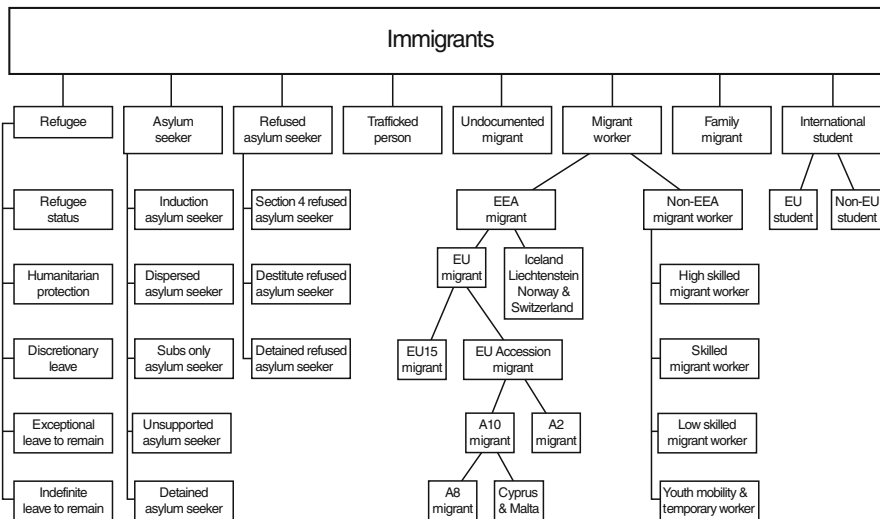 Immigrants
Refugee
Asylum
seeker
Refused
asylum seeker
Trafficked
person
Undocumented
migrant
Migrant
worker
Family
migrant
International
student
Refugee
status
Induction
asylum seeker
Section 4 refused
asylum seeker
EEA
migrant
Non-EEA
migrant worker
EU
student
Non-EU
student
Humanitarian
protection
Dispersed
asylum seeker
Destitute refused
asylum seeker
EU
migrant
Iceland
Liechtenstein
Norway &
Switzerland
High skilled
migrant worker
Discretionary
leave
Subs only
asylum seeker
Detained refused
asylum seeker
EU15
migrant
EU Accession
migrant
Skilled
migrant worker
Exceptional
leave to remain
Unsupported
asylum seeker
A10
migrant
A2
migrant
Low skilled
migrant worker
Indefinite
leave to remain
Detained
asylum seeker
A8
migrant
Cyprus
& Malta
Youth mobility &
temporary worker